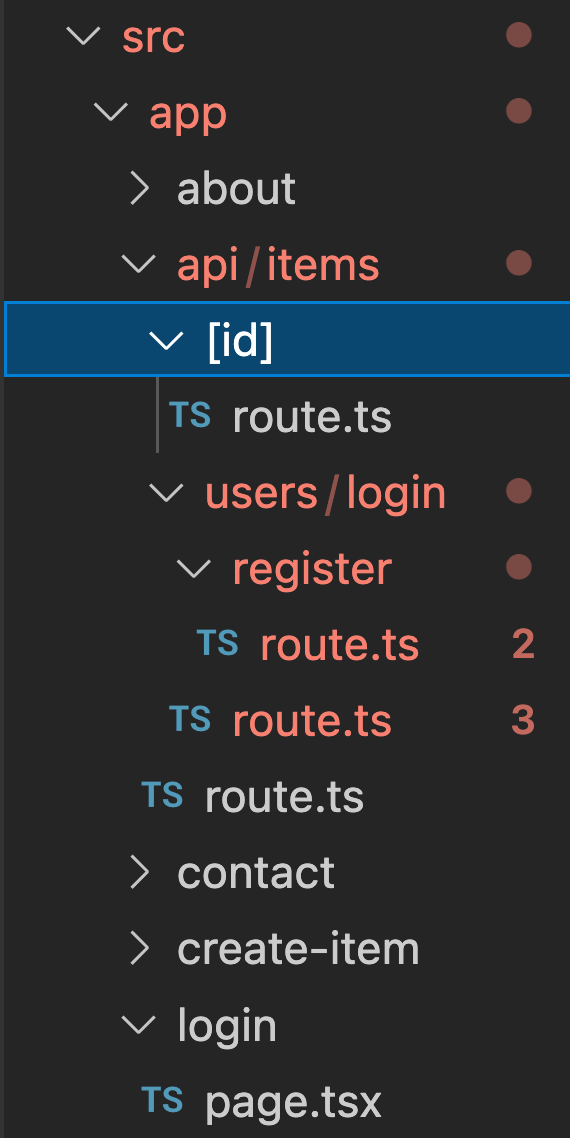 src
app
about
api/items
[id]
TS route.ts
users/login
register
TS route.ts 2
TS route.ts 3
TS route.ts
contact
create-item
login
TS page.tsx